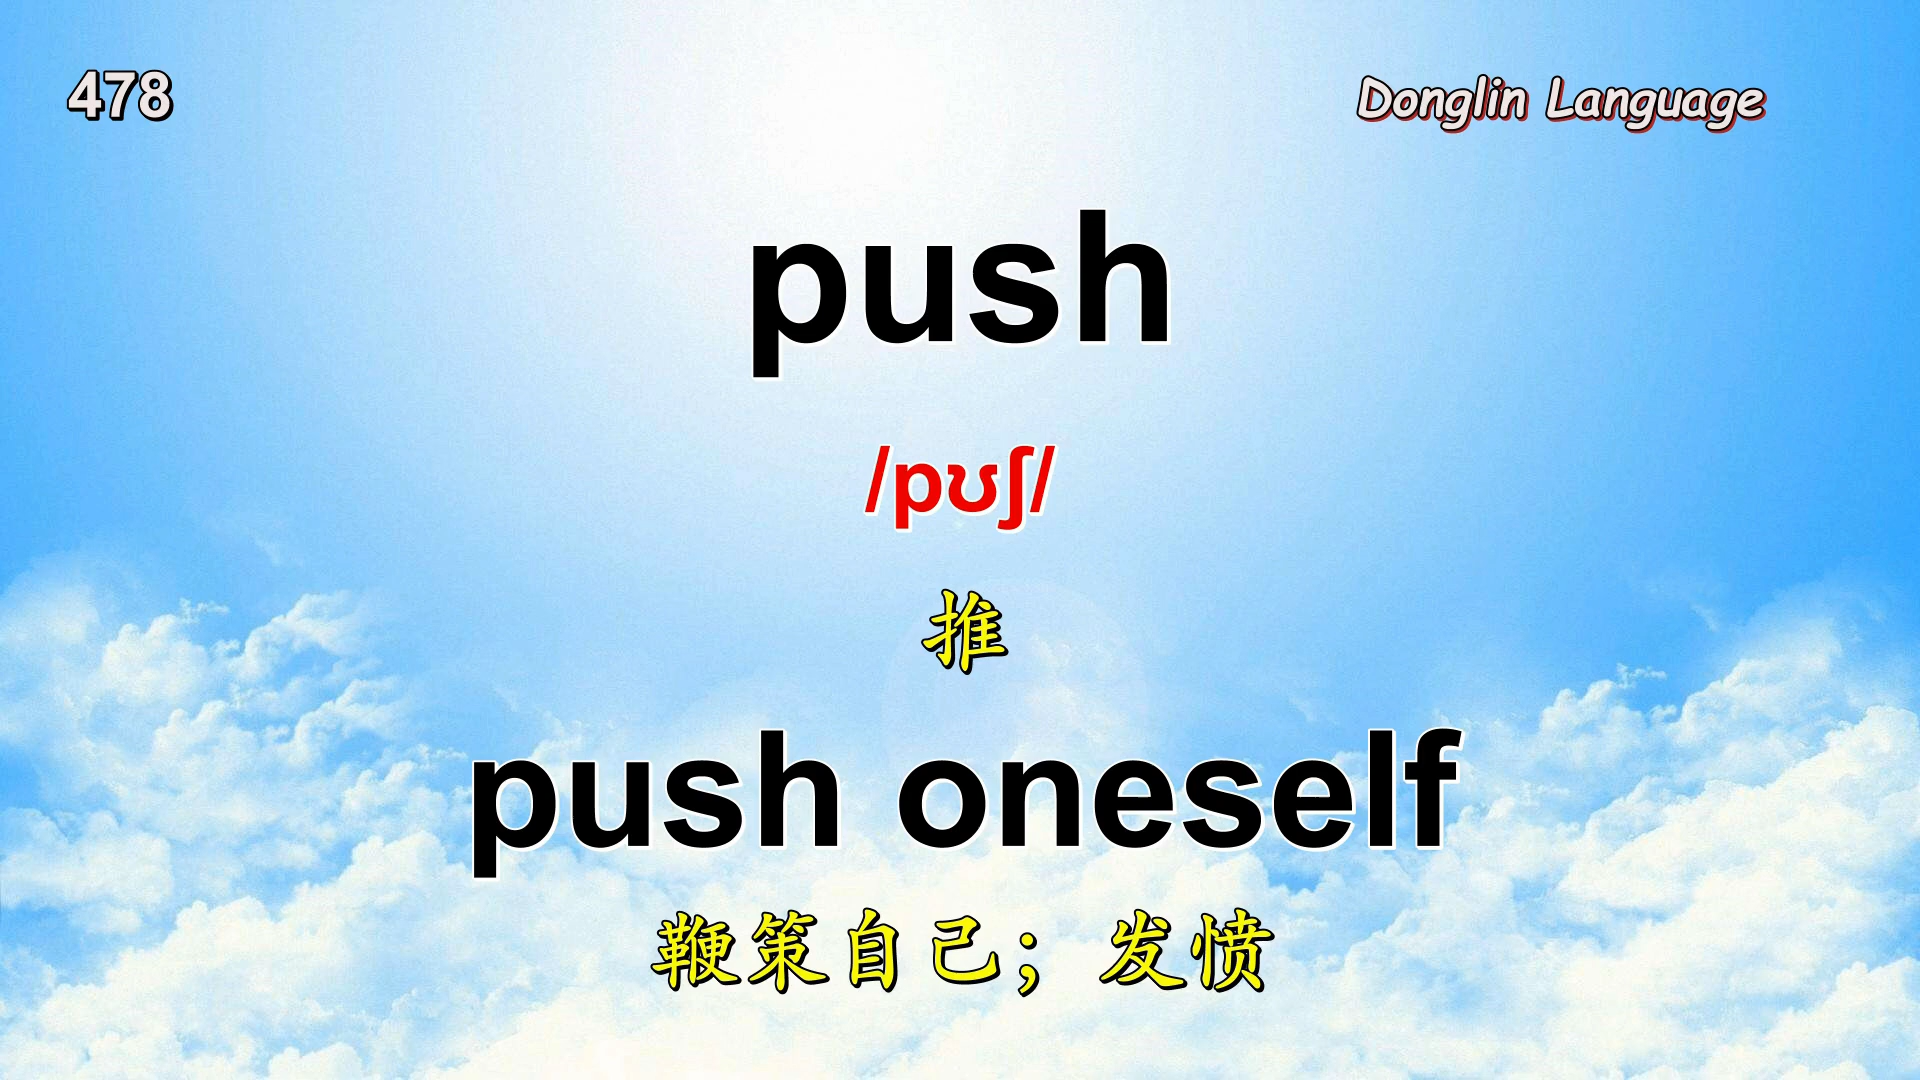 478
Donglin Language
push
/pʊʃ/
推
push oneself
鞭策自己；发愤